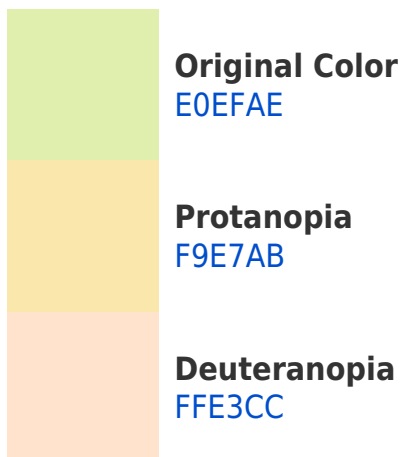 Original Color
E0EFAE
Protanopia
F9E7AB
Deuteranopia
FFE3CC